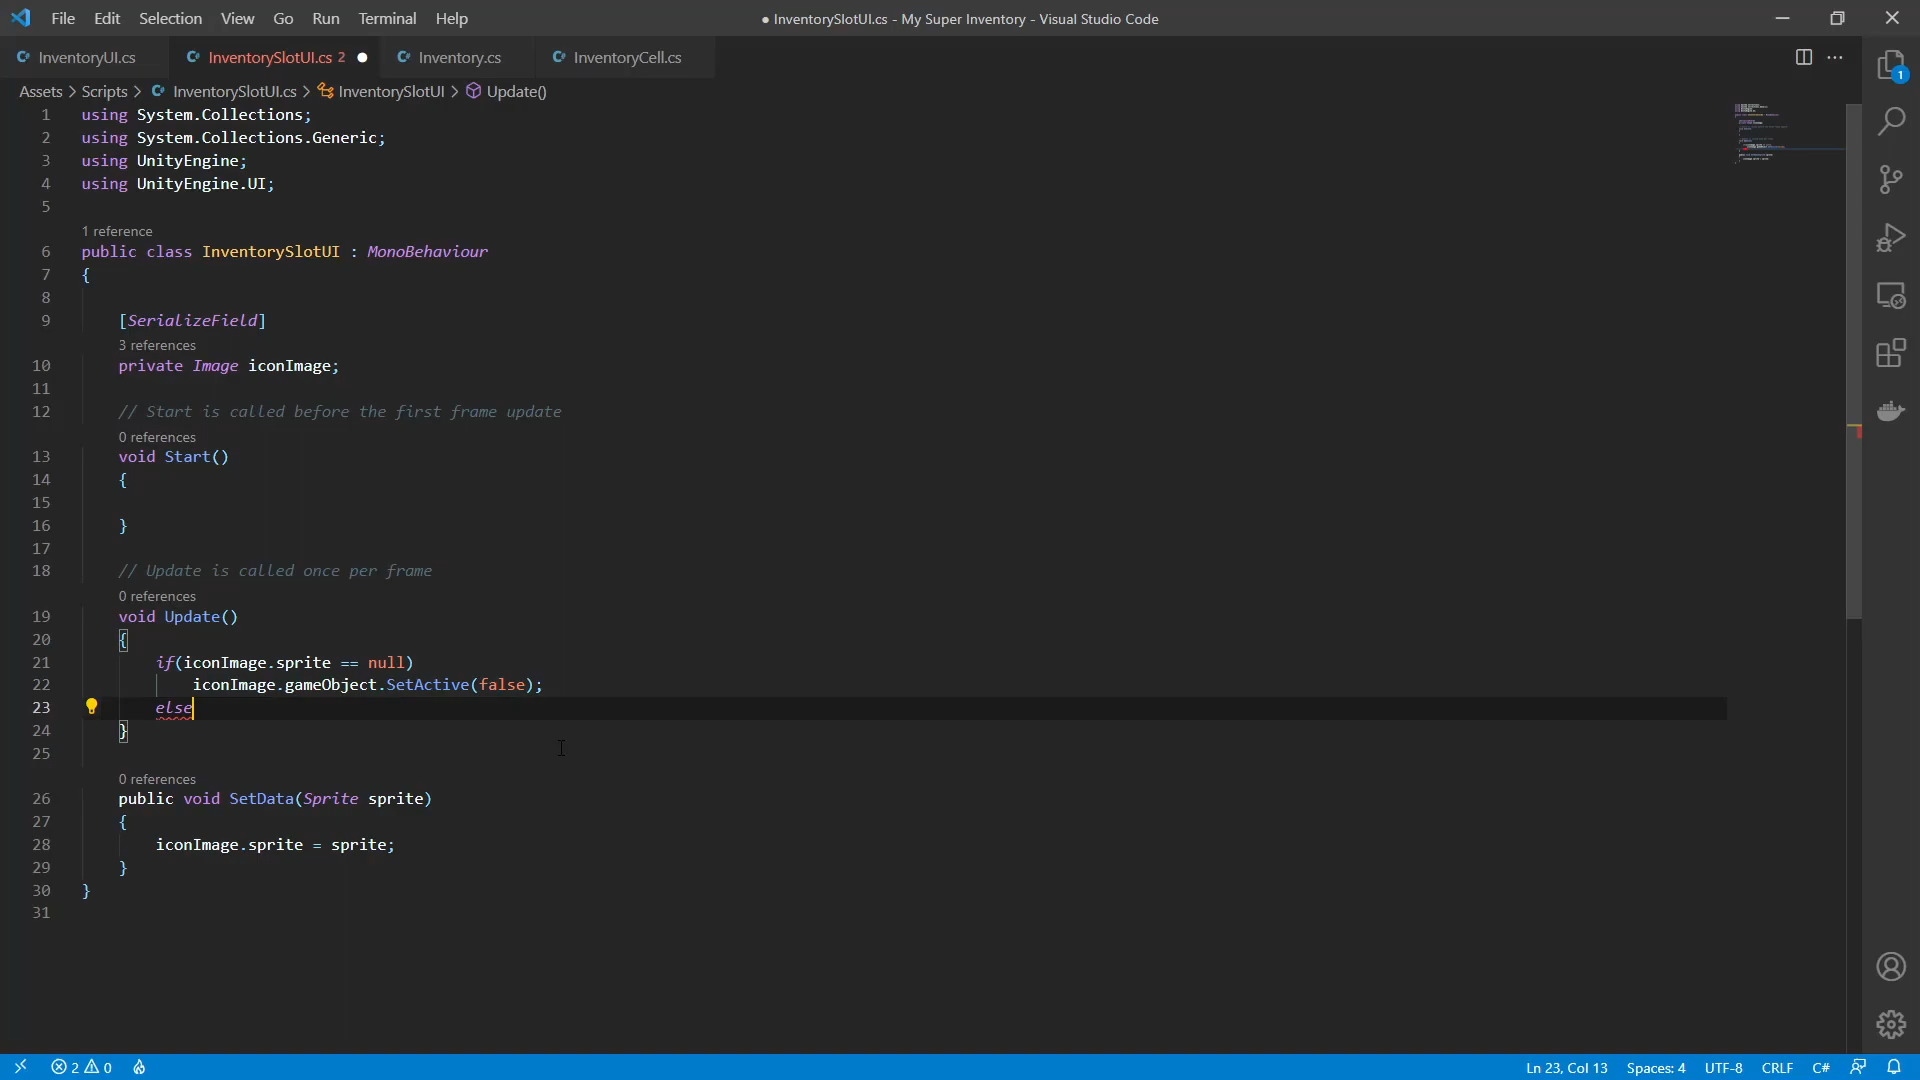 File Edit Selection View Go Run Terminal Help
● InventorySlotUI.cs - My Super Inventory - Visual Studio Code
InventoryUI.cs InventorySlotUI.cs 2 ● Inventory.cs InventoryCell.cs
Assets > Scripts > InventorySlotUI.cs > InventorySlotUI > Update()
1 using System.Collections;
2 using System.Collections.Generic;
3 using UnityEngine;
4 using UnityEngine.UI;
5
1 reference
6 public class InventorySlotUI : MonoBehaviour
7 {
8
9 [SerializeField]
3 references
10 private Image iconImage;
11
12 // Start is called before the first frame update
0 references
13 void Start()
14 {
15
16 }
17
18 // Update is called once per frame
0 references
19 void Update()
20 {
21 if(iconImage.sprite == null)
22 iconImage.gameObject.SetActive(false);
23 else
24 }
25
0 references
26 public void SetData(Sprite sprite)
27 {
28 iconImage.sprite = sprite;
29 }
30 }
31
1
2 0 Ln 23, Col 13 Spaces: 4 UTF-8 CRLF C#